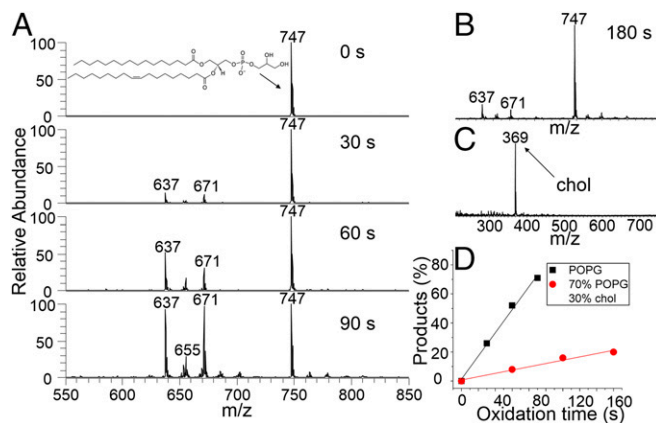 A
B
747
100
0 s
50
0
O
O
O
O
O
P
O
O-
OH
OH
H
747
180 s
637
671
m/z
747
100
30 s
50
637
671
0
C
369
chol
300 400 500 600 700
m/z
747
100
60 s
50
637
671
0
637
671
747
100
90 s
50
655
0
550 600 650 700 750 800 850
m/z
Relative Abundance
D
Products (%)
80
60
40
20
0
POPG
70% POPG
30% chol
0 40 80 120 160
Oxidation time (s)